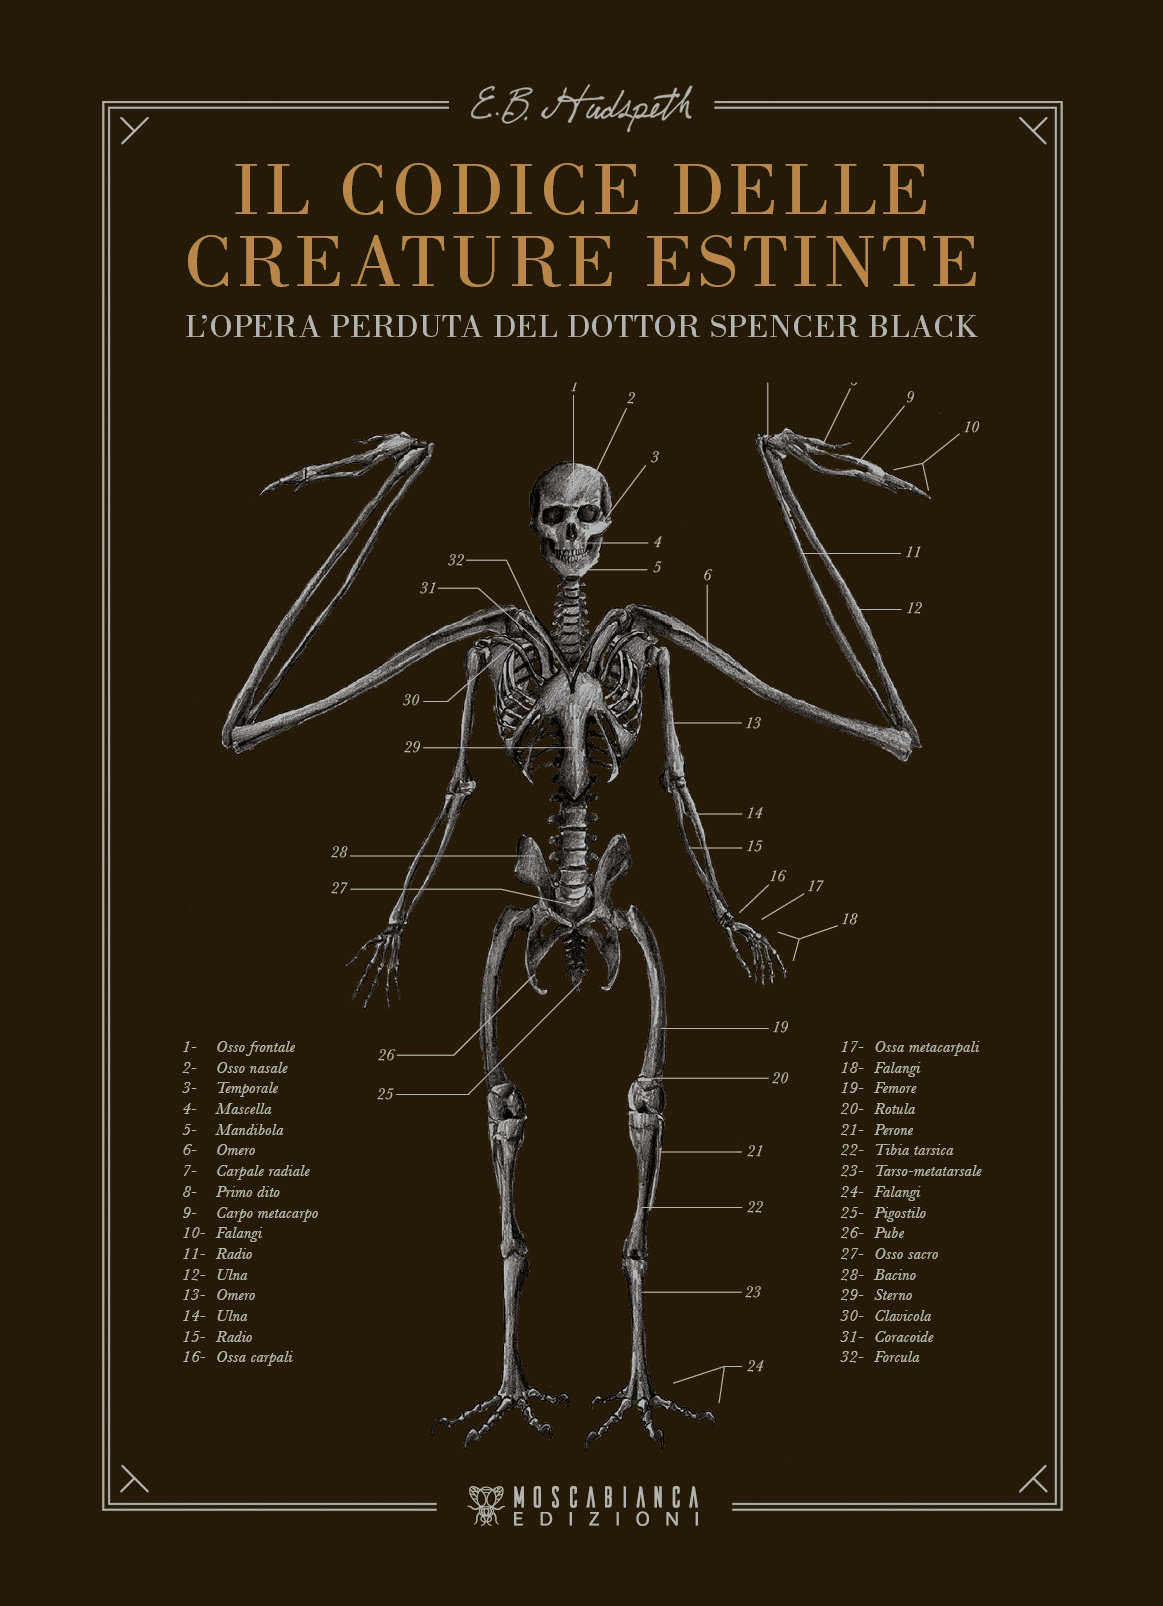 E.B. Hudspeth
IL CODICE DELLE
CREATURE ESTINTE
L'OPERA PERDUTA DEL DOTTOR SPENCER BLACK
1
2
3
4
5
6
9
10
11
12
13
14
15
16
17
18
19
20
21
22
23
24
25
26
27
28
29
30
31
32
1- Osso frontale
2- Osso nasale
3- Temporale
4- Mascella
5- Mandibola
6- Omero
7- Carpale radiale
8- Primo dito
9- Carpo metacarpo
10- Falangi
11- Radio
12- Ulna
13- Omero
14- Ulna
15- Radio
16- Ossa carpali
17- Ossa metacarpali
18- Falangi
19- Femore
20- Rotula
21- Perone
22- Tibia tarsica
23- Tarso-metatarsale
24- Falangi
25- Pigostilo
26- Pube
27- Osso sacro
28- Bacino
29- Sterno
30- Clavicola
31- Coracoide
32- Forcula
MOSCABIANCA
EDIZIONI